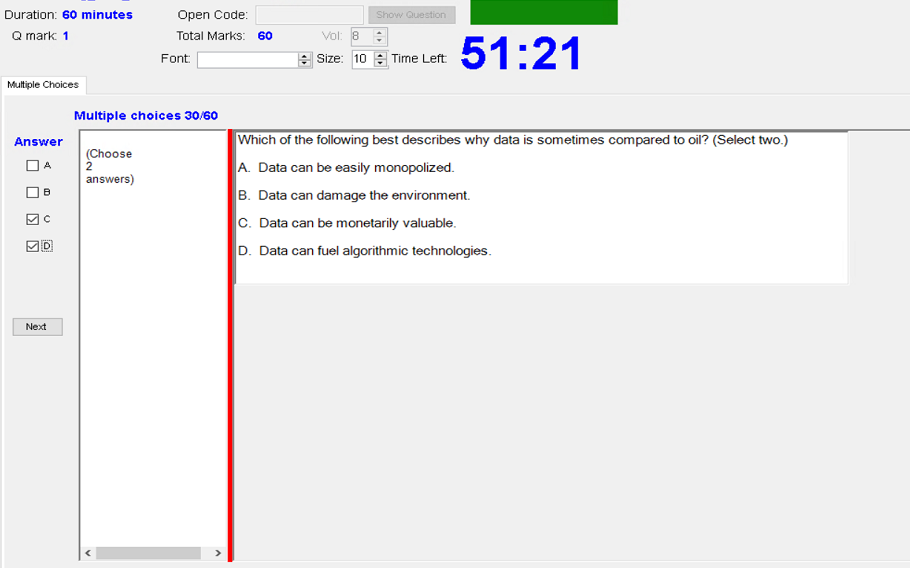 Duration: 60 minutes Open Code: Show Question
Q mark: 1 Total Marks: 60 Vol: 8
Font: Size: 10 Time Left: 51:21
Multiple Choices
Multiple choices 30/60
Answer
A
B
C
D
Next
(Choose
2
answers)
Which of the following best describes why data is sometimes compared to oil? (Select two.)
A. Data can be easily monopolized.
B. Data can damage the environment.
C. Data can be monetarily valuable.
D. Data can fuel algorithmic technologies.